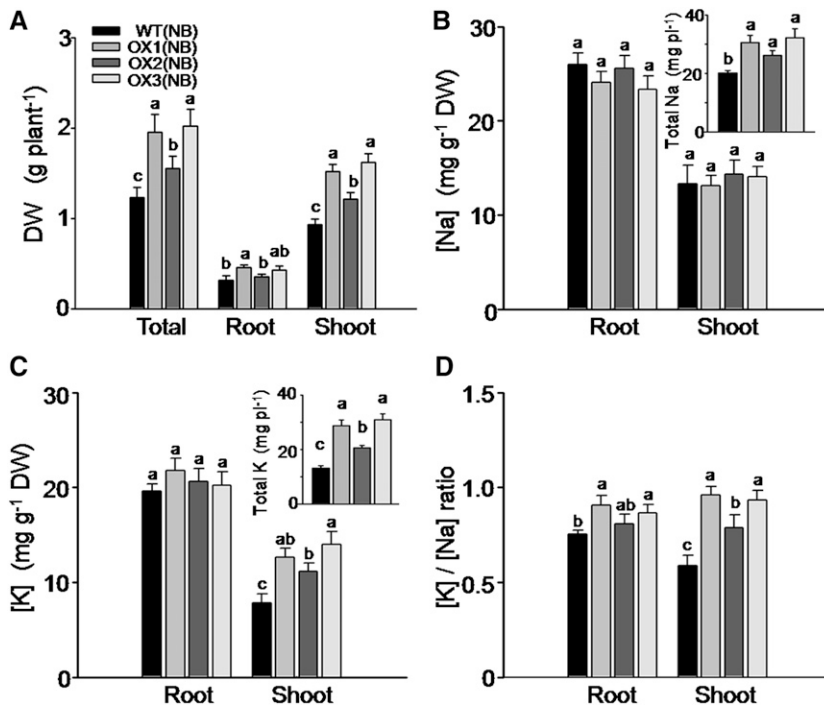 A
WT(NB)
OX1(NB)
OX2(NB)
OX3(NB)
DW (g plant-1)
3
2
1
0
c a b a
b a b ab
c a b a
Total Root Shoot
B
[Na] (mg g-1 DW)
30
20
10
0
a a a a
a a a a
Root Shoot
Total Na (mg pl-1)
40
20
0
b a a a
C
[K] (mg g-1 DW)
30
20
10
0
a a a a
c ab b a
Root Shoot
Total K (mg pl-1)
40
20
0
c a b a
D
[K] / [Na] ratio
1.5
1.0
0.5
0
b a ab a
c a b a
Root Shoot